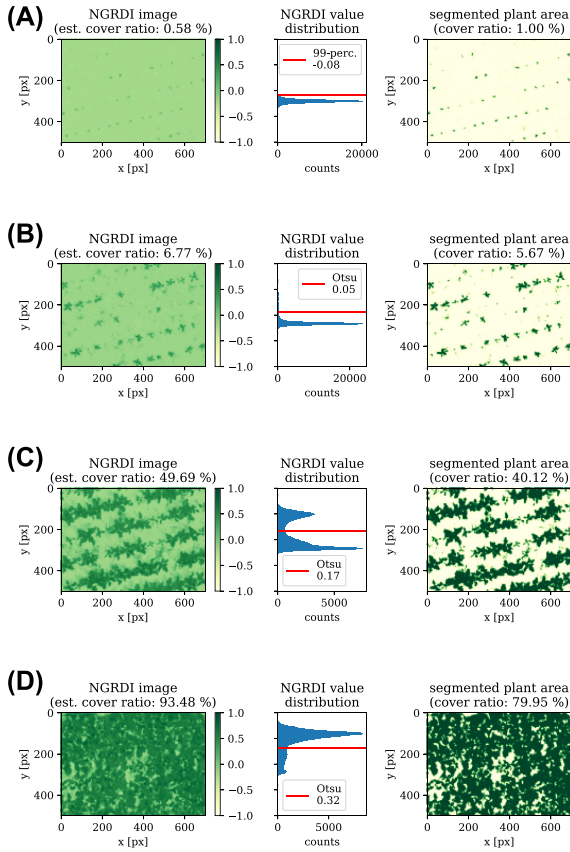 (A)
NGRDI image
(est. cover ratio: 0.58 %)
NGRDI value
distribution
segmented plant area
(cover ratio: 1.00 %)
y [px]
0
200
400
0 200 400 600
x [px]
1.0
0.5
0.0
−0.5
−1.0
99-perc.
-0.08
0 20000
counts
0
200
400
y [px]
0 200 400 600
x [px]
(B)
NGRDI image
(est. cover ratio: 6.77 %)
NGRDI value
distribution
segmented plant area
(cover ratio: 5.67 %)
y [px]
0
200
400
0 200 400 600
x [px]
1.0
0.5
0.0
−0.5
−1.0
Otsu
0.05
0 20000
counts
0
200
400
y [px]
0 200 400 600
x [px]
(C)
NGRDI image
(est. cover ratio: 49.69 %)
NGRDI value
distribution
segmented plant area
(cover ratio: 40.12 %)
y [px]
0
200
400
0 200 400 600
x [px]
1.0
0.5
0.0
−0.5
−1.0
Otsu
0.17
0 5000
counts
0
200
400
y [px]
0 200 400 600
x [px]
(D)
NGRDI image
(est. cover ratio: 93.48 %)
NGRDI value
distribution
segmented plant area
(cover ratio: 79.95 %)
y [px]
0
200
400
0 200 400 600
x [px]
1.0
0.5
0.0
−0.5
−1.0
Otsu
0.32
0 5000
counts
0
200
400
y [px]
0 200 400 600
x [px]